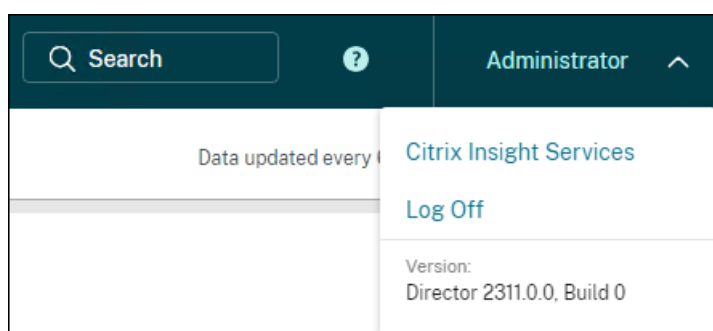 Search
?
Administrator
Data updated every
Citrix Insight Services
Log Off
Version:
Director 2311.0.0, Build 0